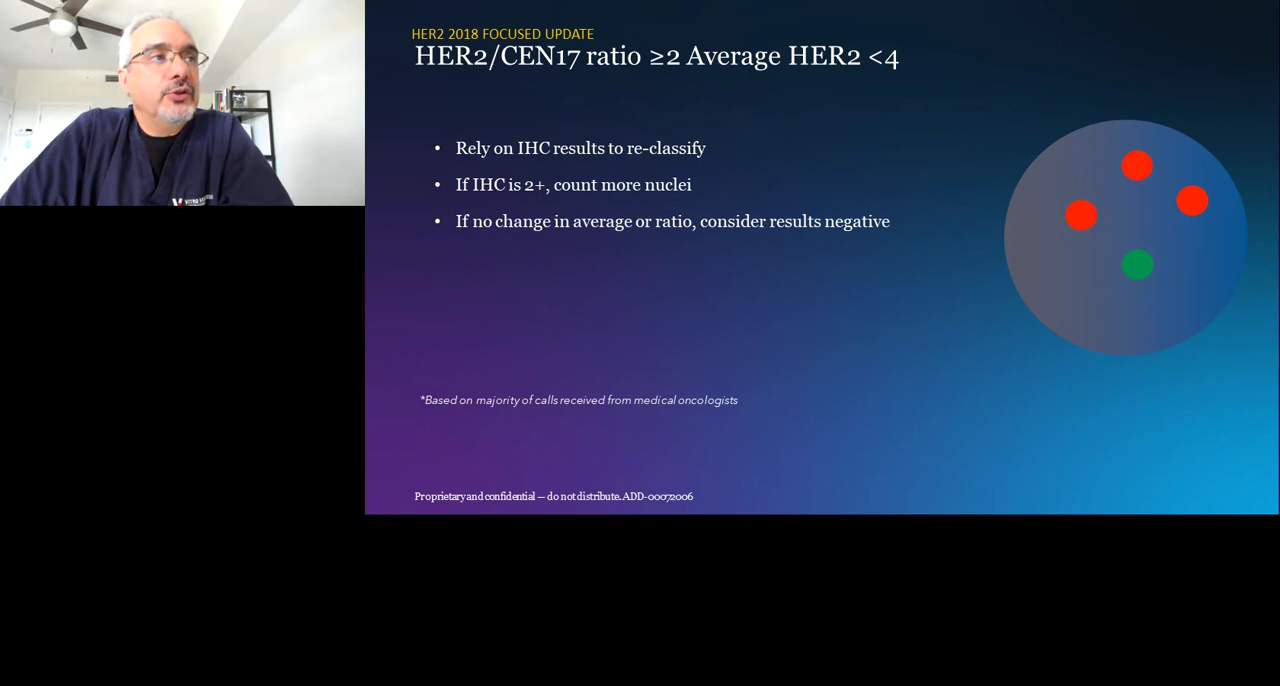 HER2 2018 FOCUSED UPDATE
HER2/CEN17 ratio ≥2 Average HER2 <4
• Rely on IHC results to re-classify
• If IHC is 2+, count more nuclei
• If no change in average or ratio, consider results negative
*Based on majority of calls received from medical oncologists
Proprietary and confidential — do not distribute. ADD-00072006